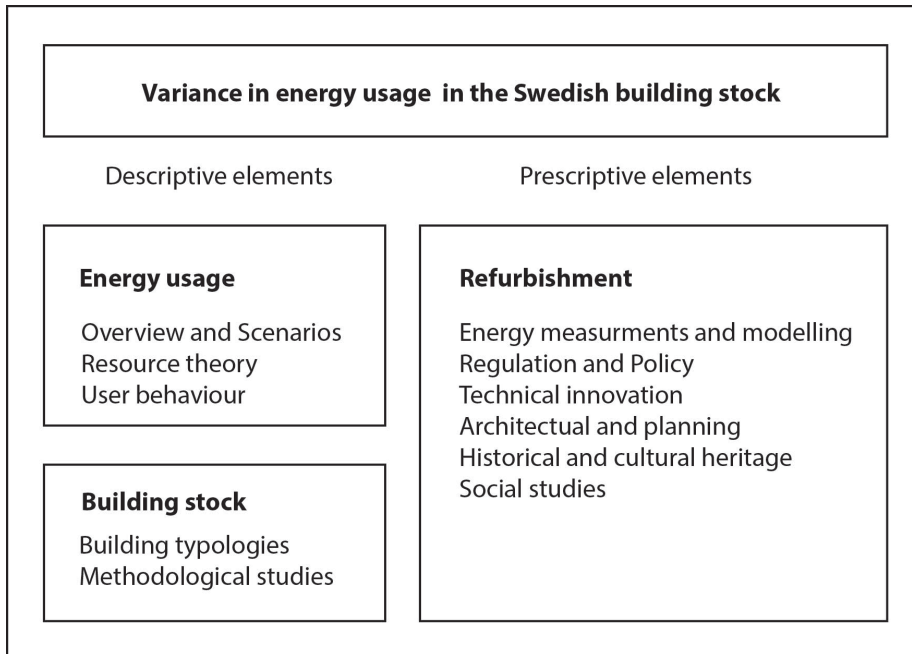 Variance in energy usage in the Swedish building stock
Descriptive elements
Prescriptive elements
Energy usage
Overview and Scenarios
Resource theory
User behaviour
Building stock
Building typologies
Methodological studies
Refurbishment
Energy measurments and modelling
Regulation and Policy
Technical innovation
Architectual and planning
Historical and cultural heritage
Social studies